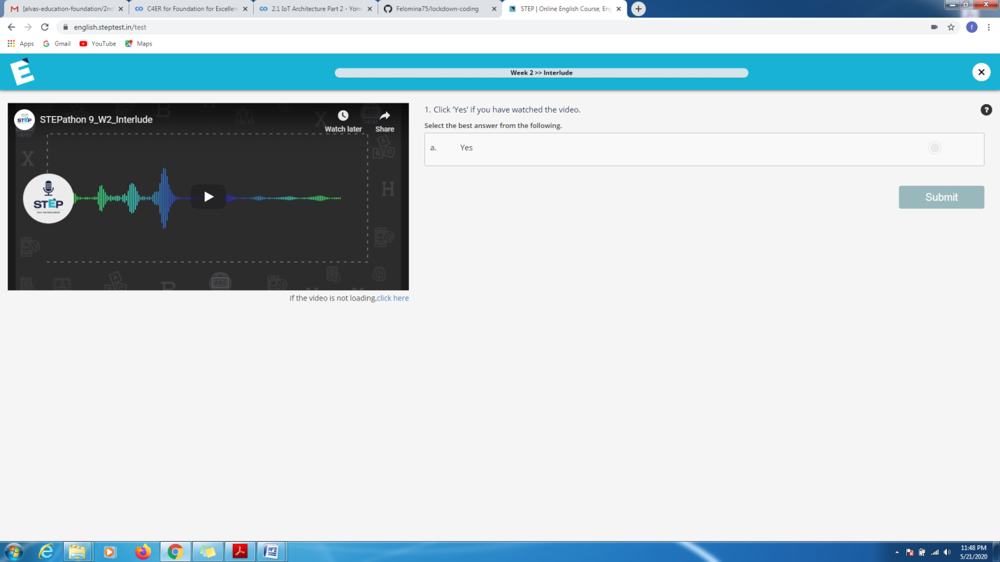 [alvas-education-foundation/2nd
C4ER for Foundation for Excellen
2.1 IoT Architecture Part 2 - Yons
Felomina75/lockdown-coding
STEP | Online English Course, Eng
english.steptest.in/test
f
Apps
Gmail
YouTube
Maps
E
Week 2 >> Interlude
STEP
STEPathon 9_W2_Interlude
Watch later
Share
1. Click 'Yes' if you have watched the video.
?
Select the best answer from the following.
a. Yes
STEP
Submit
If the video is not loading,click here
11:48 PM
5/21/2020